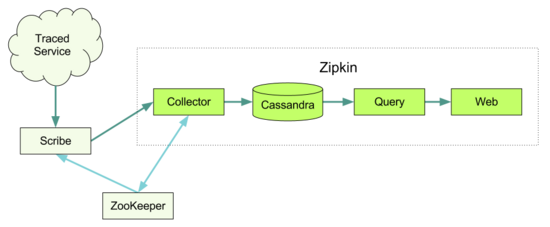 Traced
Service
Zipkin
Collector
Cassandra
Query
Web
Scribe
ZooKeeper